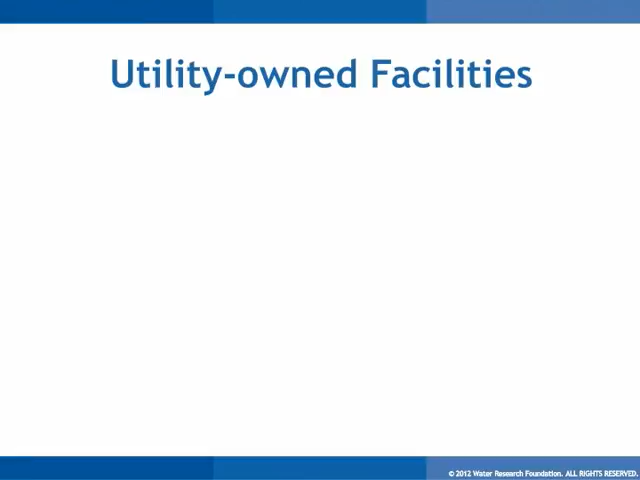 Utility-owned Facilities
© 2012 Water Research Foundation. ALL RIGHTS RESERVED.